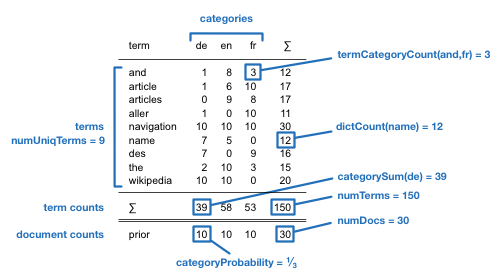 categories
term de en fr ∑
termCategoryCount(and,fr) = 3
and 1 8 3 12
article 1 6 10 17
articles 0 9 8 17
aller 1 0 10 11
terms
numUniqTerms = 9
navigation 10 10 10 30
dictCount(name) = 12
name 7 5 0 12
des 7 0 9 16
the 2 10 3 15
categorySum(de) = 39
wikipedia 10 10 0 20
numTerms = 150
term counts ∑ 39 58 53 150
numDocs = 30
document counts prior 10 10 10 30
categoryProbability = ⅓